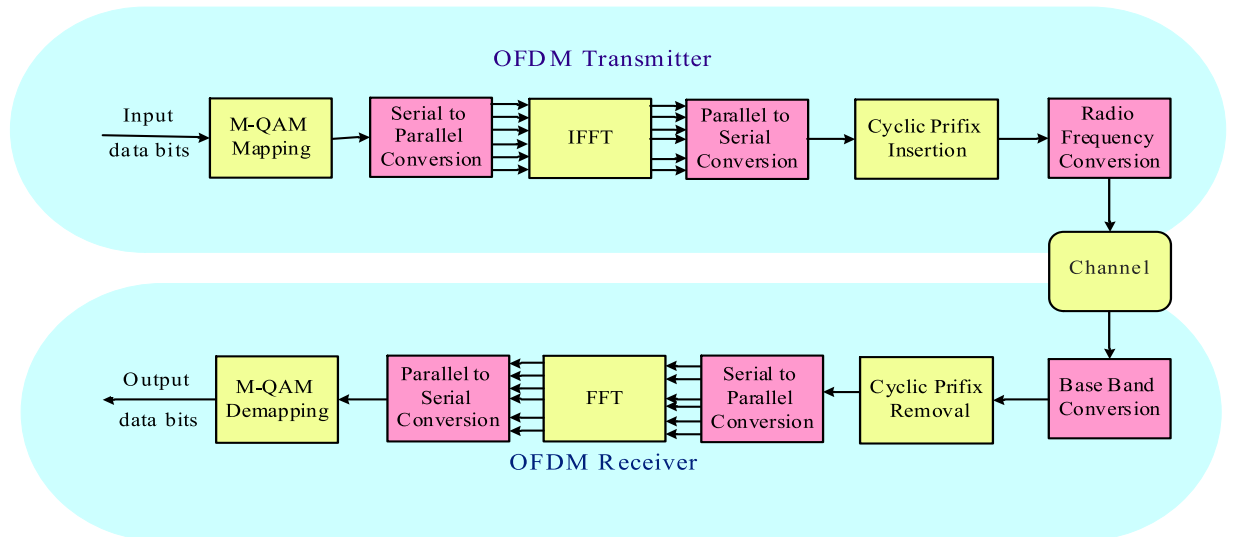 OFDM Transmitter
Input
data bits
M-QAM
Mapping
Serial to
Parallel
Conversion
IFFT
Parallel to
Serial
Conversion
Cyclic Prifix
Insertion
Radio
Frequency
Conversion
Channel
Base Band
Conversion
Cyclic Prifix
Removal
Serial to
Parallel
Conversion
FFT
Parallel to
Serial
Conversion
M-QAM
Demapping
Output
data bits
OFDM Receiver